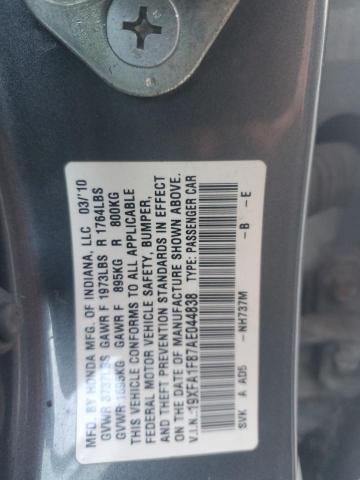 MFD. BY HONDA MFG. OF INDIANA, LLC 03/'10
GVWR GAWR F 1973LBS R 1764LBS
GVWR GAWR F 895KG R 800KG
THIS VEHICLE CONFORMS TO ALL APPLICABLE
FEDERAL MOTOR VEHICLE SAFETY, BUMPER,
AND THEFT PREVENTION STANDARDS IN EFFECT
ON THE DATE OF MANUFACTURE SHOWN ABOVE.
V.I.N.:19XFA1F87AE044838 TYPE: PASSENGER CAR
SVK A AD5 -NH737M -B -E